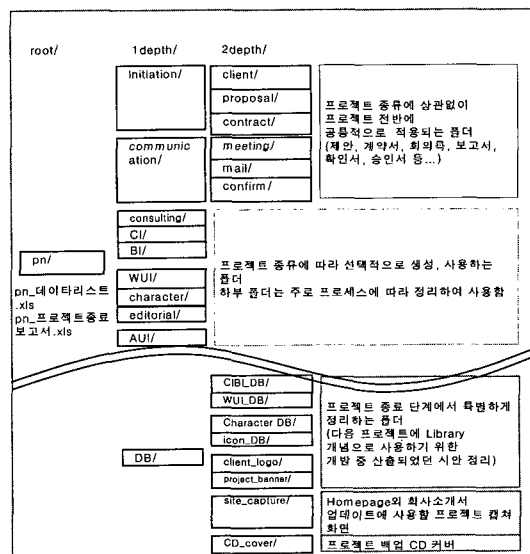 root/
1depth/
2depth/
Initiation/
client/
proposal/
contract/
프로젝트 종류에 상관없이
프로젝트 전반에
공통적으로 적용되는 폴더
(제안, 계약서, 회의록, 보고서,
확인서, 승인서 등...)
communic
ation/
meeting/
mail/
confirm/
pn/
pn_데이타리스트
.xls
pn_프로젝트종료
보고서.xls
consulting/
CI/
BI/
WUI/
character/
editorial/
AUI/
프로젝트 종류에 따라 선택적으로 생성, 사용하는
폴더
하부 폴더는 주로 프로세스에 따라 정리하여 사용함
DB/
CIBI_DB/
WUI_DB/
Character DB/
icon_DB/
client_logo/
project_banner/
프로젝트 종료 단계에서 특별하게
정리하는 폴더
(다음 프로젝트에 Library
개념으로 사용하기 위한
개발 중 산출되었던 시안 정리)
site_capture/
Homepage와 회사소개서
업데이트에 사용할 프로젝트 캡쳐
화면
CD_cover/
프로젝트 백업 CD 커버